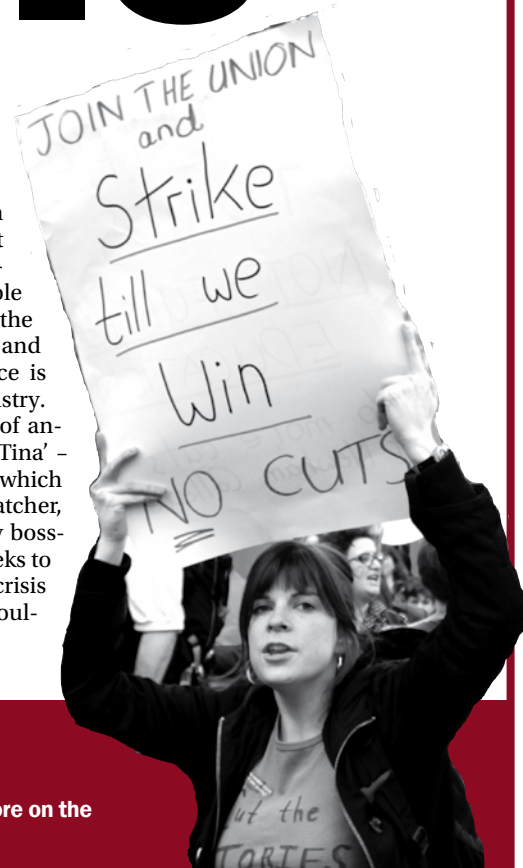 JOIN THE UNION
and
Strike
till we
Win
NO CUTS
the
and
ce is
stry.
of an-
Tina’ –
which
atcher,
boss-
eks to
crisis
oul-
ut the
TORIES
ore on the